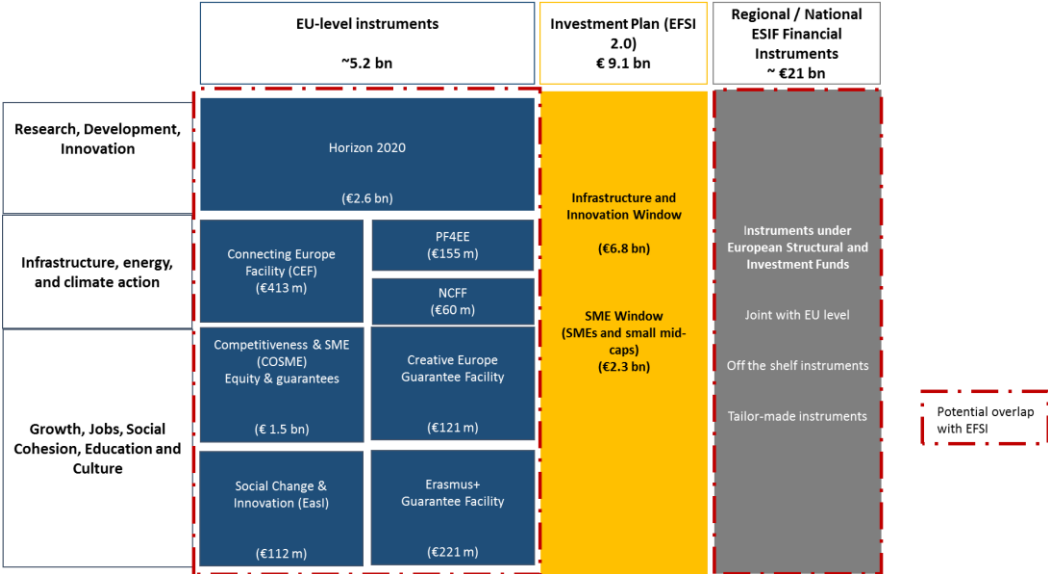 EU-level instruments
~5.2 bn
Investment Plan (EFSI
2.0)
€ 9.1 bn
Regional / National
ESIF Financial
Instruments
~ €21 bn
Research, Development,
Innovation
Horizon 2020
(€2.6 bn)
Infrastructure, energy,
and climate action
Connecting Europe
Facility (CEF)
(€413 m)
PF4EE
(€155 m)
NCFF
(€60 m)
Growth, Jobs, Social
Cohesion, Education and
Culture
Competitiveness & SME
(COSME)
Equity & guarantees
(€ 1.5 bn)
Creative Europe
Guarantee Facility
(€121 m)
Social Change &
Innovation (EasI)
(€112 m)
Erasmus+
Guarantee Facility
(€221 m)
Infrastructure and
Innovation Window
(€6.8 bn)
SME Window
(SMEs and small mid-
caps)
(€2.3 bn)
Instruments under
European Structural and
Investment Funds
Joint with EU level
Off the shelf instruments
Tailor-made instruments
Potential overlap
with EFSI